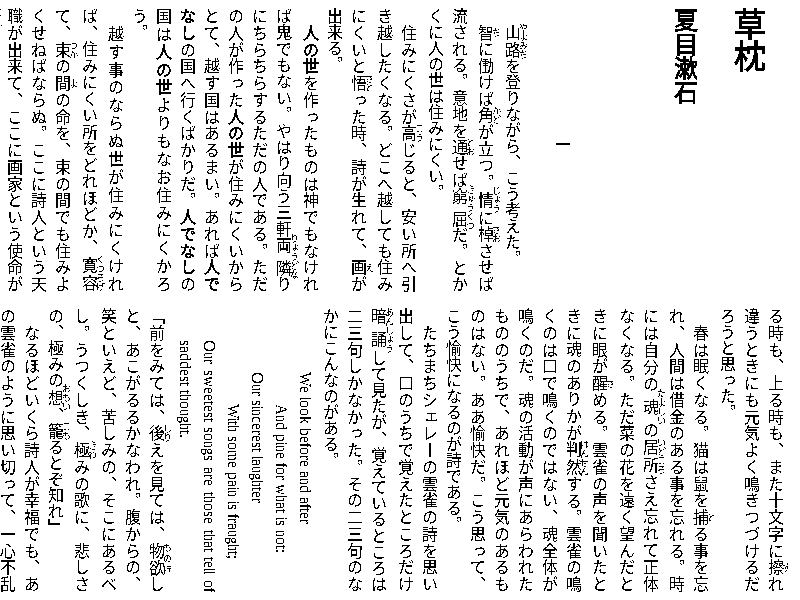 草枕
夏目漱石
一
山路を登りながら、こう考えた。
智に働けば角が立つ。情に棹させば
流される。意地を通せば窮屈だ。とか
くに人の世は住みにくい。
住みにくさが高じると、安い所へ引
き越したくなる。どこへ越しても住み
にくいと悟った時、詩が生れて、画が
出来る。
人の世を作ったものは神でもなけれ
ば鬼でもない。やはり向う三軒両隣り
にちらちらするただの人である。ただ
の人が作った人の世が住みにくいから
とて、越す国はあるまい。あれば人で
なしの国へ行くばかりだ。人でなしの
国は人の世よりもなお住みにくかろ
う。
越す事のならぬ世が住みにくけれ
ば、住みにくい所をどれほどか、寛容
て、束の間の命を、束の間でも住みよ
くせねばならぬ。ここに詩人という天
職が出来て、ここに画家という使命が
る時も、上る時も、また十文字に擦れ
違うときにも元気よく鳴きつづけるだ
ろうと思った。
春は眠くなる。猫は鼠を捕る事を忘
れ、人間は借金のある事を忘れる。時
には自分の魂の居所さえ忘れて正体
なくなる。ただ菜の花を遠く望んだと
きに眼が醒める。雲雀の声を聞いたと
きに魂のありかが判然する。雲雀の鳴
くのは口で鳴くのではない、魂全体が
鳴くのだ。魂の活動が声にあらわれた
もののうちで、あれほど元気のあるも
のはない。ああ愉快だ。こう思って、
こう愉快になるのが詩である。
たちまちシェレーの雲雀の詩を思い
出して、口のうちで覚えたところだけ
暗誦して見たが、覚えているところは
二三句しかなかった。その二三句のな
かにこんなのがある。
We look before and after
And pine for what is not:
Our sincerest laughter
With some pain is fraught;
Our sweetest songs are those that tell of
saddest thought.
「前をみては、後えを見ては、物欲し
と、あこがるるかなわれ。腹からの、
笑といえど、苦しみの、そこにあるべ
し。うつくしき、極みの歌に、悲しさ
の、極みの想、籠るとぞ知れ」
なるほどいくら詩人が幸福でも、あ
の雲雀のように思い切って、一心不乱